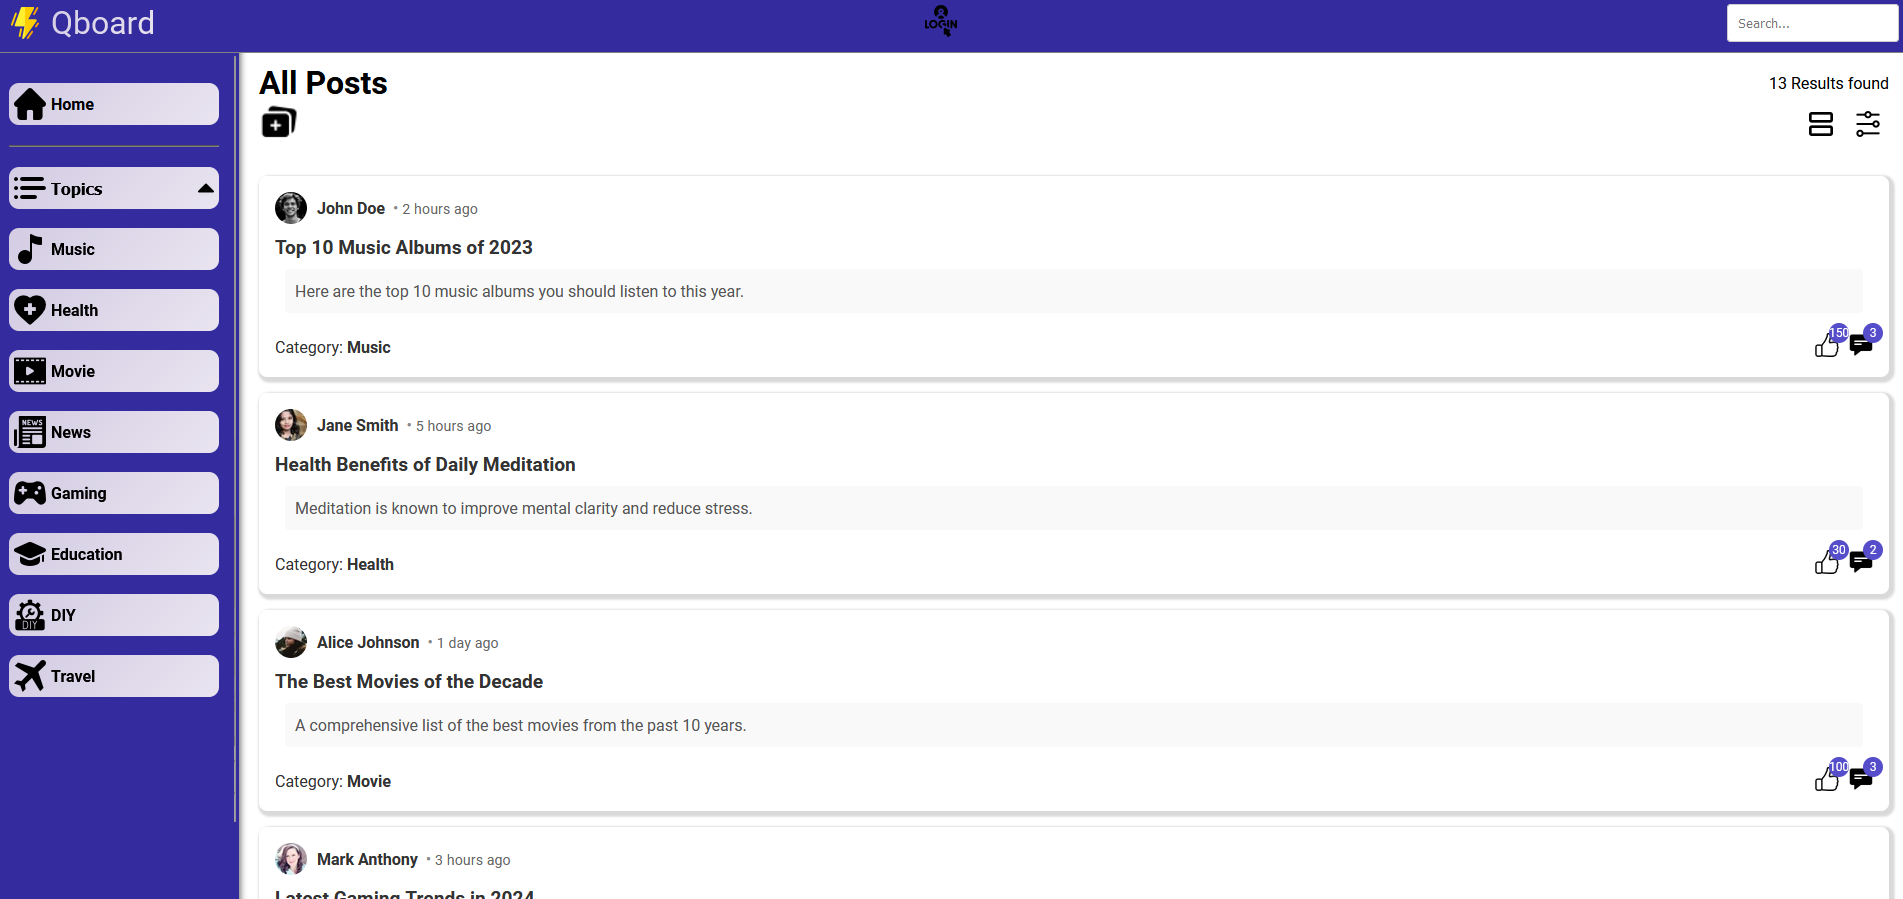 Qboard
LOGIN
Search...
Home
Topics
Music
Health
Movie
NEWS
News
Gaming
Education
DIY
DIY
Travel
All Posts
13 Results found
John Doe • 2 hours ago
Top 10 Music Albums of 2023
Here are the top 10 music albums you should listen to this year.
Category: Music
150
3
Jane Smith • 5 hours ago
Health Benefits of Daily Meditation
Meditation is known to improve mental clarity and reduce stress.
Category: Health
30
2
Alice Johnson • 1 day ago
The Best Movies of the Decade
A comprehensive list of the best movies from the past 10 years.
Category: Movie
100
3
Mark Anthony • 3 hours ago
Latest Gaming Trends in 2024